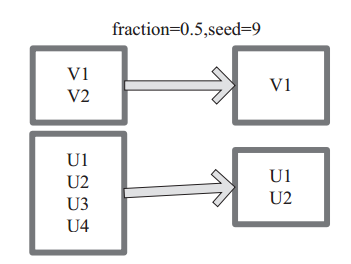 fraction=0.5,seed=9
V1
V2
V1
U1
U2
U3
U4
U1
U2